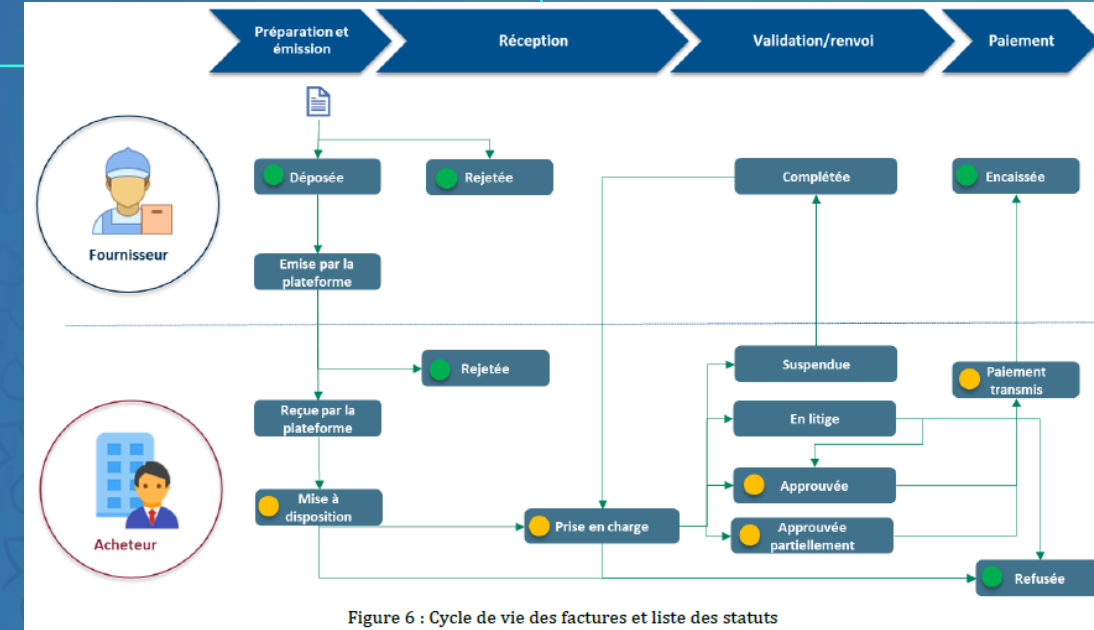 Préparation et
émission
Réception
Validation/renvoi
Paiement
Déposée
Rejetée
Complétée
Encaissée
Fournisseur
Emise par la
plateforme
Rejetée
Suspendue
Paiement
transmis
Reçue par la
plateforme
En litige
Approuvée
Mise à
disposition
Prise en charge
Approuvée
partiellement
Acheteur
Refusée
Figure 6 : Cycle de vie des factures et liste des statuts